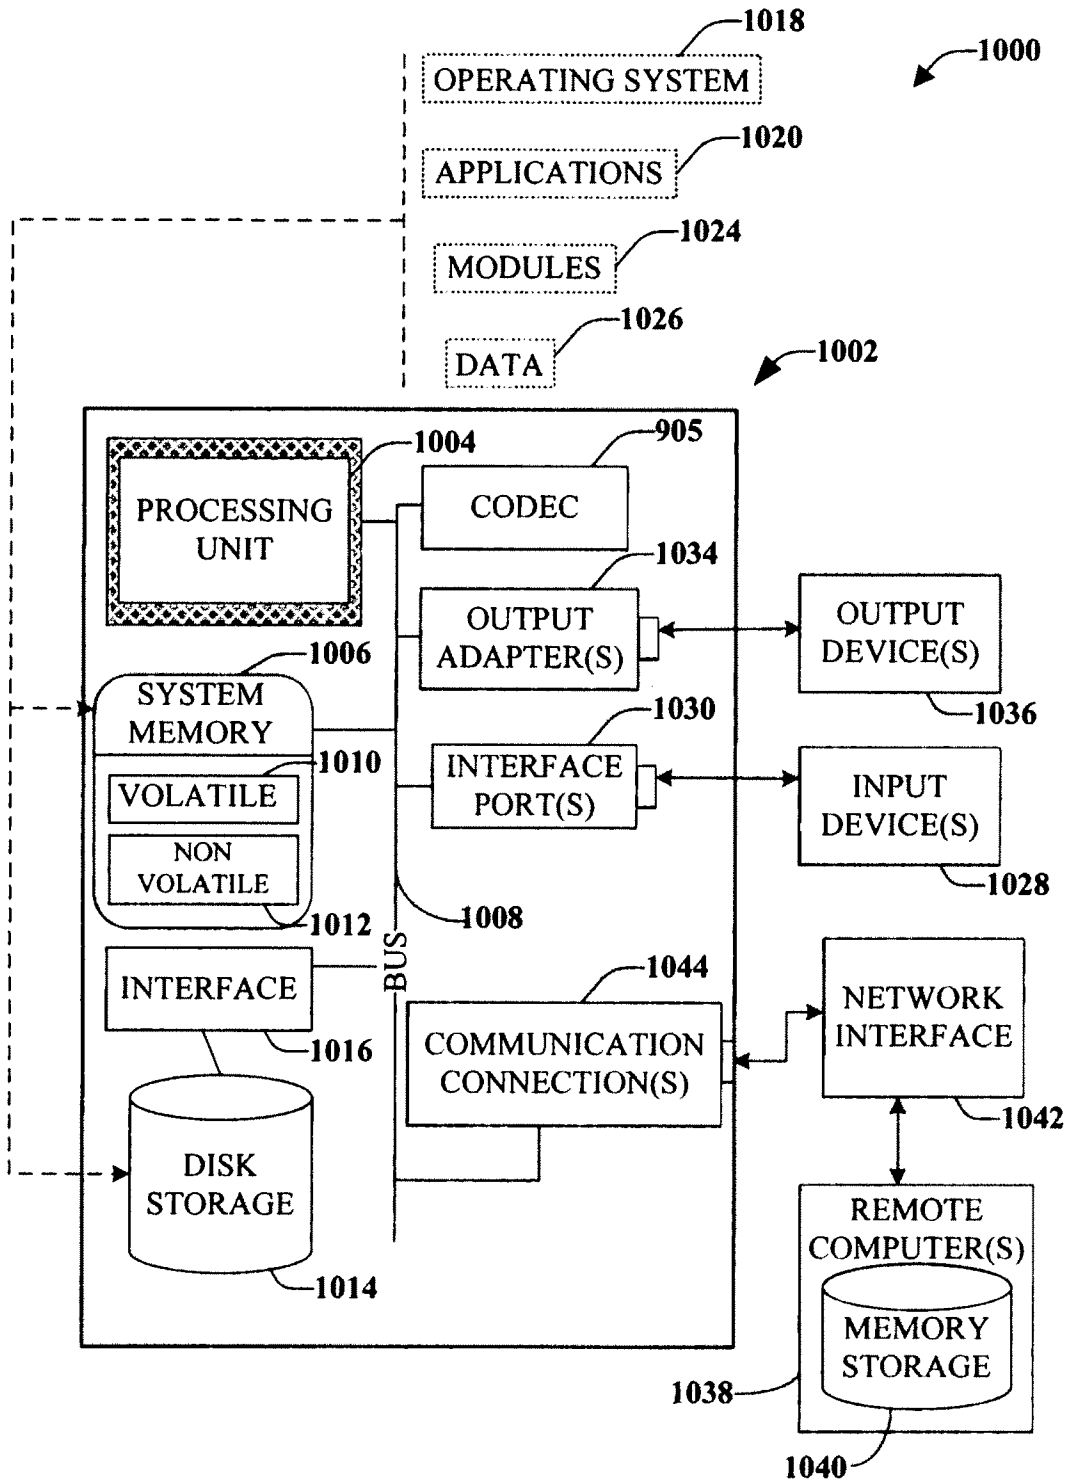 1018
1000
OPERATING SYSTEM
1020
APPLICATIONS
1024
MODULES
1026
DATA
1002
1004
PROCESSING
UNIT
905
CODEC
1034
OUTPUT
ADAPTER(S)
OUTPUT
DEVICE(S)
1036
1006
SYSTEM
MEMORY
1010
VOLATILE
NON
VOLATILE
1012
1030
INTERFACE
PORT(S)
INPUT
DEVICE(S)
1028
1008
BUS
INTERFACE
1016
1044
COMMUNICATION
CONNECTION(S)
NETWORK
INTERFACE
1042
DISK
STORAGE
1014
REMOTE
COMPUTER(S)
MEMORY
STORAGE
1038
1040